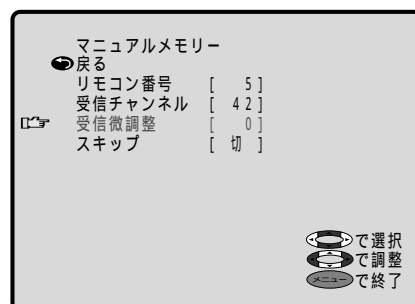 マニュアルメモリー
戻る
リモコン番号 [ 5 ]
受信チャンネル [ 42 ]
受信微調整 [ 0 ]
スキップ [ 切 ]
で選択
で調整
メニュー で終了